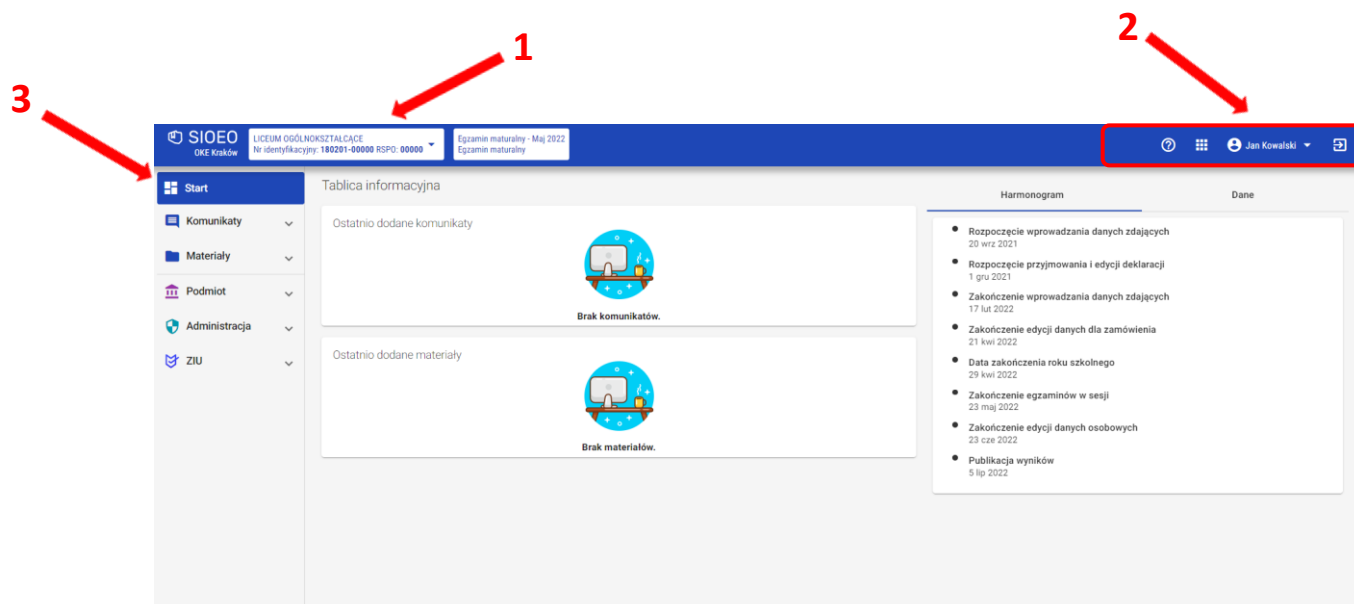 1
2
3
SIOEO
OKE Kraków
LICEUM OGÓLNOKSZTAŁCĄCE
Nr identyfikacyjny: 180201-00000 RSPO: 00000
Egzamin maturalny - Maj 2022
Egzamin maturalny
Jan Kowalski
Start
Komunikaty
Materiały
Podmiot
Administracja
ZIU
Tablica informacyjna
Ostatnio dodane komunikaty
Brak komunikatów.
Ostatnio dodane materiały
Brak materiałów.
Harmonogram
Dane
Rozpoczęcie wprowadzania danych zdających
20 wrz 2021
Rozpoczęcie przyjmowania i edycji deklaracji
1 gru 2021
Zakończenie wprowadzania danych zdających
17 lut 2022
Zakończenie edycji danych dla zamówienia
21 kwi 2022
Data zakończenia roku szkolnego
29 kwi 2022
Zakończenie egzaminów w sesji
23 maj 2022
Zakończenie edycji danych osobowych
23 cze 2022
Publikacja wyników
5 lip 2022